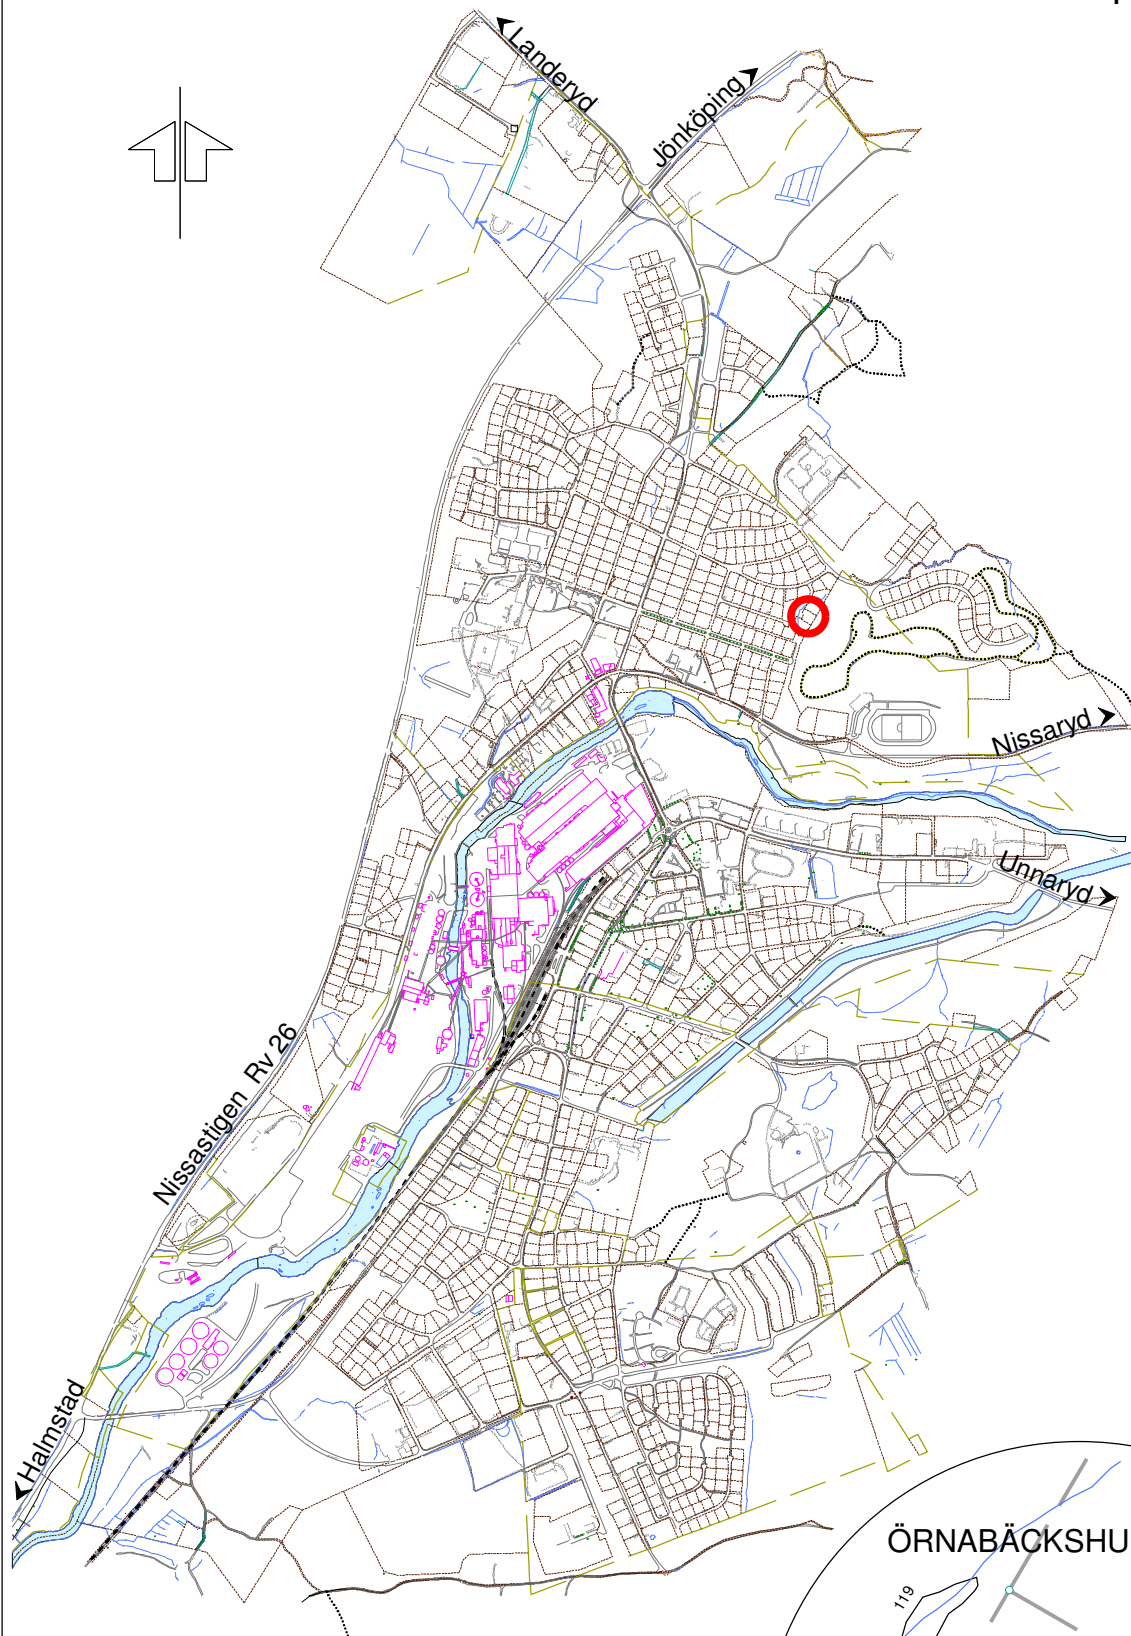 Landeryd
Jönköping
Nissaryd
Unnaryd
Nissastigen Rv 26
Halmstad
ÖRNABÄCKSHU
119